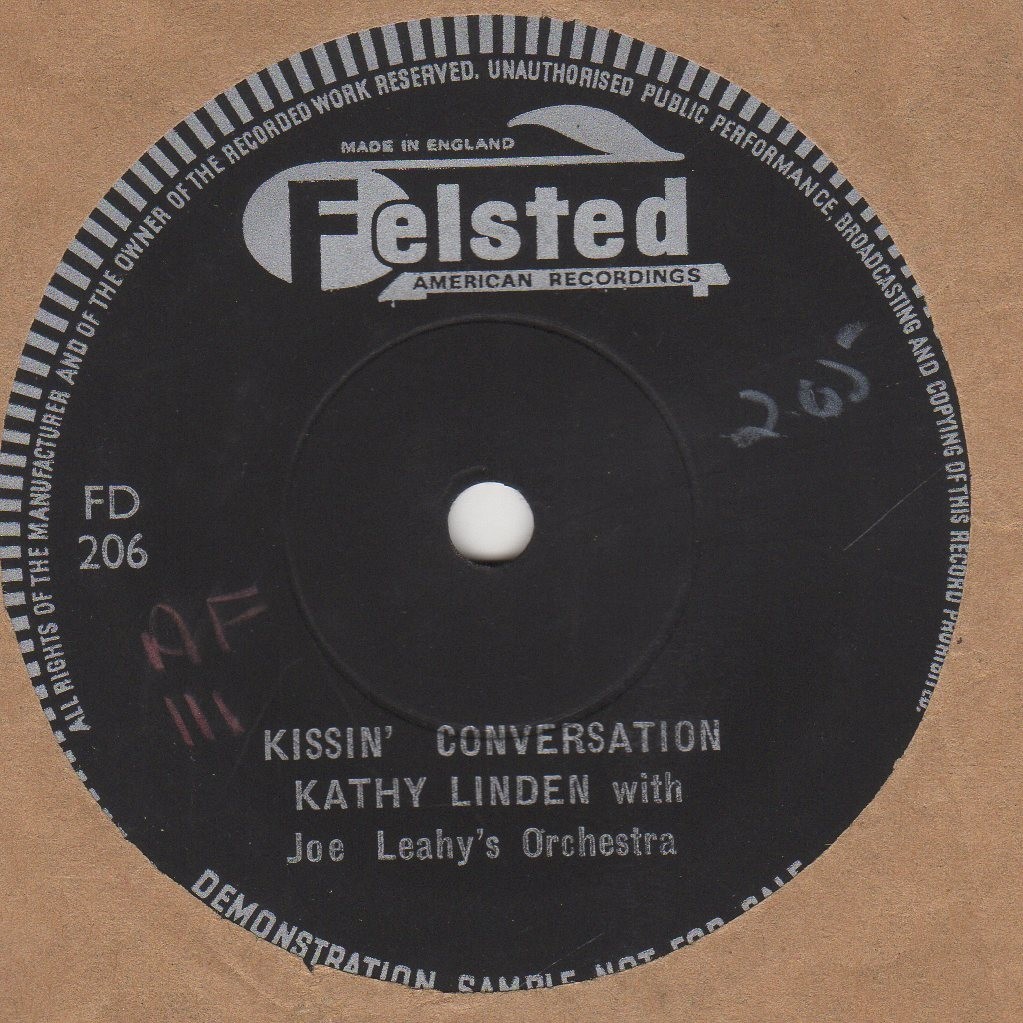 ALL RIGHTS OF THE MANUFACTURER AND OF THE OWNER OF THE RECORDED WORK RESERVED. UNAUTHORISED PUBLIC PERFORMANCE, BROADCASTING AND COPYING OF THIS RECORD PROHIBITED.
MADE IN ENGLAND
Felsted
AMERICAN RECORDINGS
FD
206
AF
III
KISSIN' CONVERSATION
KATHY LINDEN with
Joe Leahy's Orchestra
DEMONSTRATION SAMPLE NOT FOR SALE